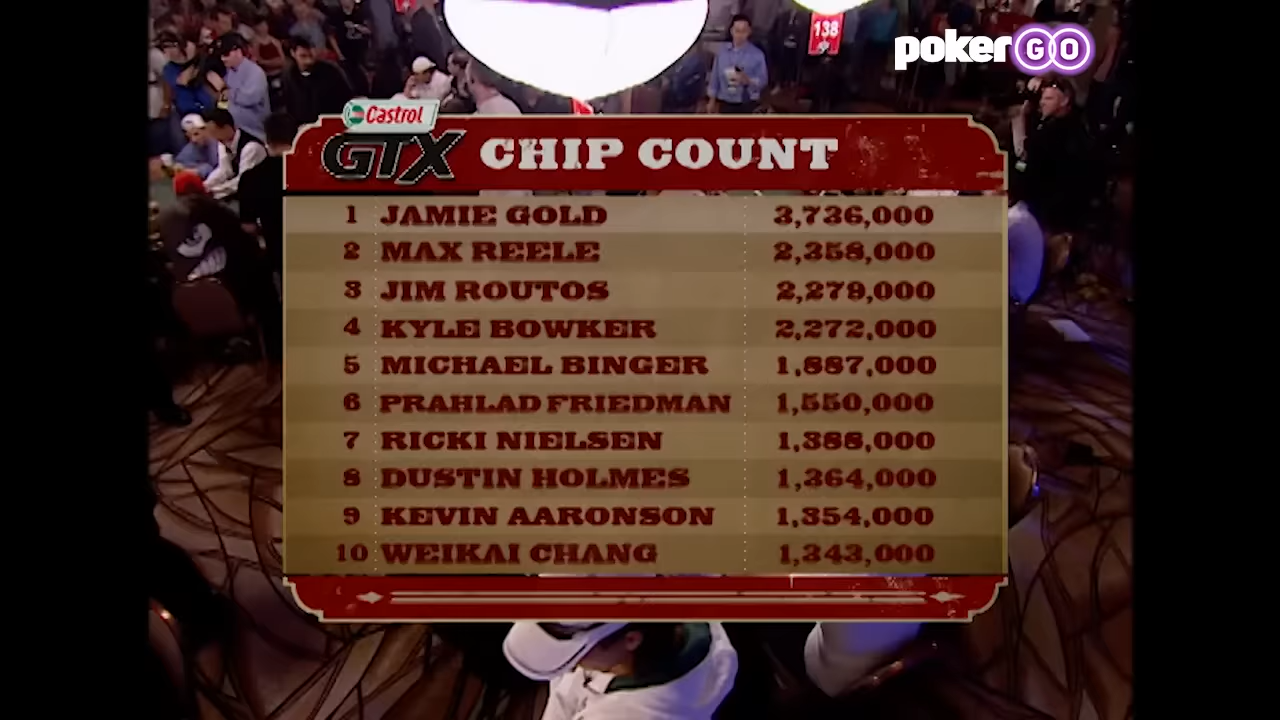 138
pokerGO
Castrol
GTX CHIP COUNT
1 JAMIE GOLD 3,736,000
2 MAX REELE 2,358,000
3 JIM ROUTOS 2,279,000
4 KYLE BOWKER 2,272,000
5 MICHAEL BINGER 1,887,000
6 PRAHLAD FRIEDMAN 1,550,000
7 RICKI NIELSEN 1,388,000
8 DUSTIN HOLMES 1,364,000
9 KEVIN AARONSON 1,354,000
10 WEIKAI CHANG 1,343,000